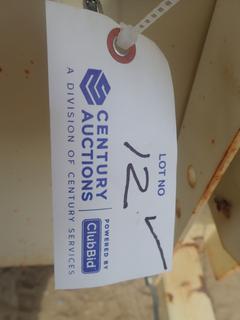 LOT NO
12
CENTURY
AUCTIONS
POWERED BY
ClubBid
A DIVISION OF CENTURY SERVICES